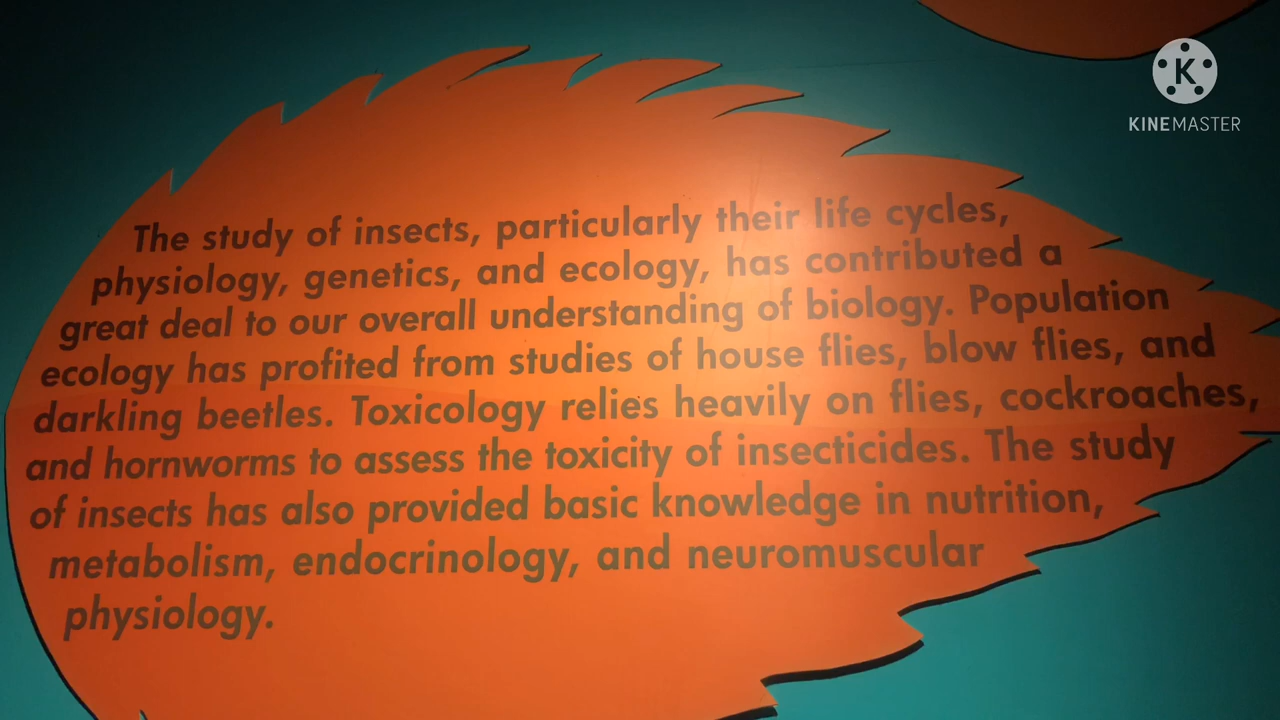 The study of insects, particularly their life cycles,
physiology, genetics, and ecology, has contributed a
great deal to our overall understanding of biology. Population
ecology has profited from studies of house flies, blow flies, and
darkling beetles. Toxicology relies heavily on flies, cockroaches,
and hornworms to assess the toxicity of insecticides. The study
of insects has also provided basic knowledge in nutrition,
metabolism, endocrinology, and neuromuscular
physiology.
K
KINEMASTER